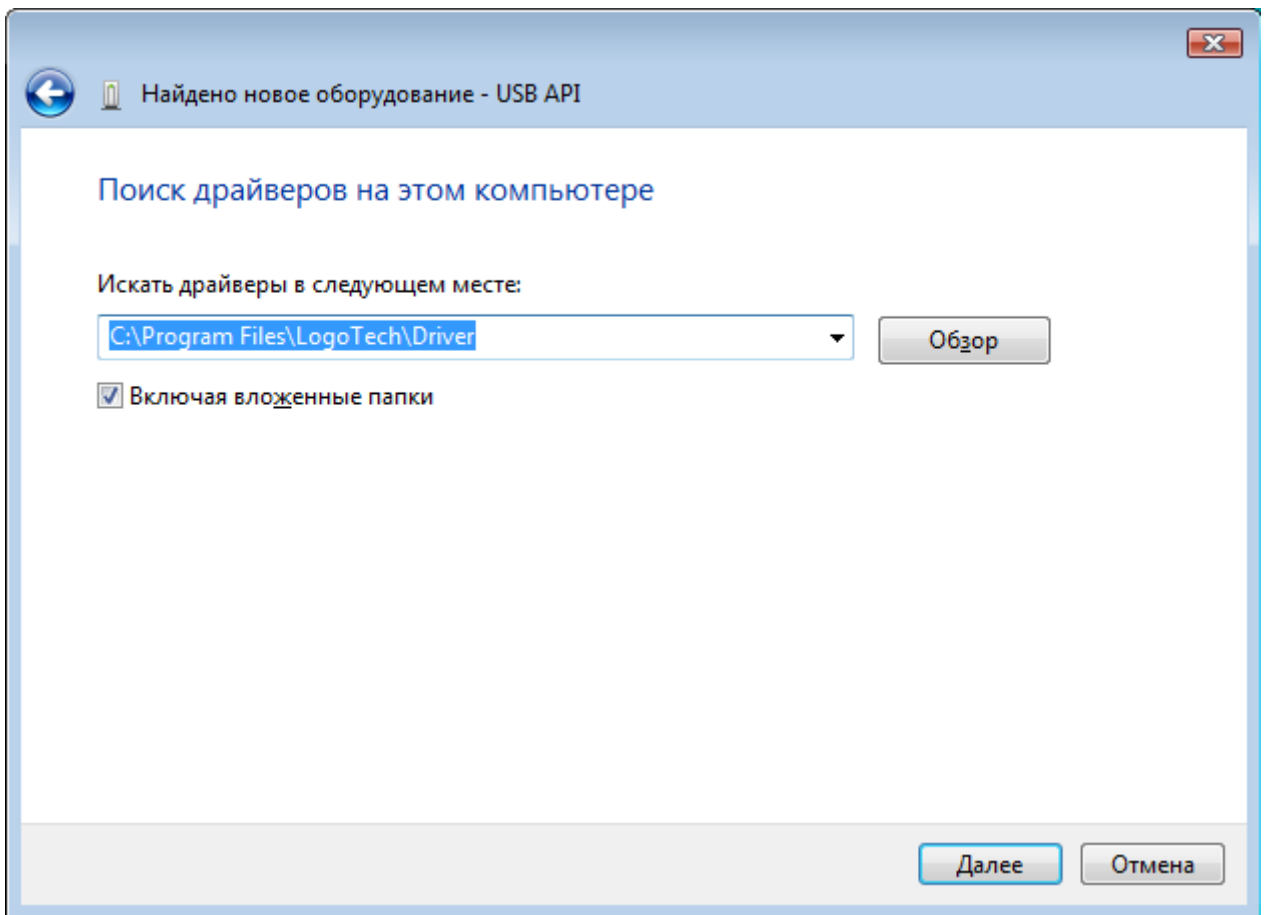 Найдено новое оборудование - USB API
Поиск драйверов на этом компьютере
Искать драйверы в следующем месте:
C:\Program Files\LogoTech\Driver
Обзор
Включая вложенные папки
Далее
Отмена